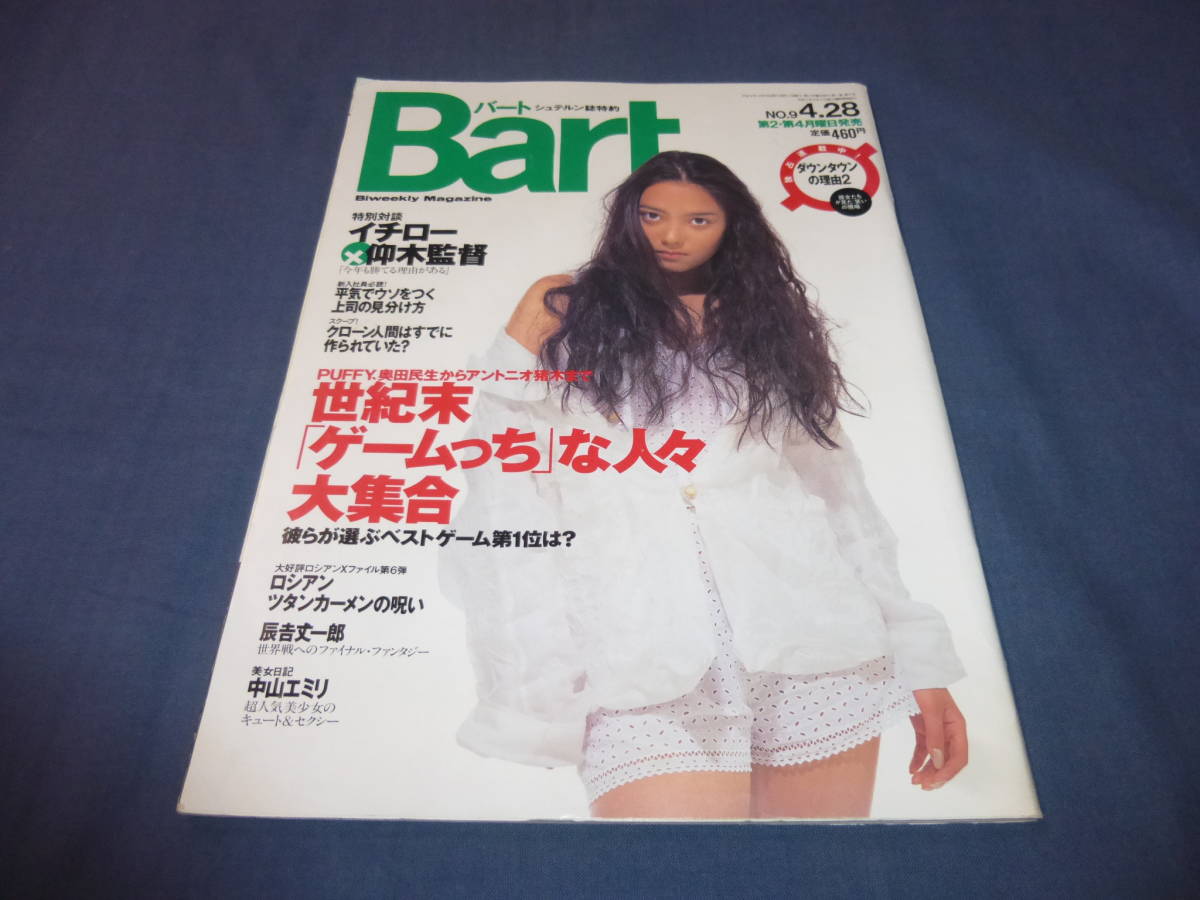 バート シュテルン誌特約
Bart
Biweekly Magazine
NO.9 4.28
第2・第4月曜日発売
定価460円
ダウンタウン
の理由2
特別対談
イチロー
×仰木監督
「今年も勝てる理由がある」
新入社員必読!
平気でウソをつく
上司の見分け方
スクープ!
クローン人間はすでに
作られていた?
PUFFY、奥田民生からアントニオ猪木まで
世紀末
「ゲームっち」な人々
大集合
彼らが選ぶベストゲーム第1位は?
大好評ロシアンXファイル第6弾
ロシアン
ツタンカーメンの呪い
辰吉丈一郎
世界戦へのファイナル・ファンタジー
美女日記
中山エミリ
超人気美少女の
キュート&セクシー